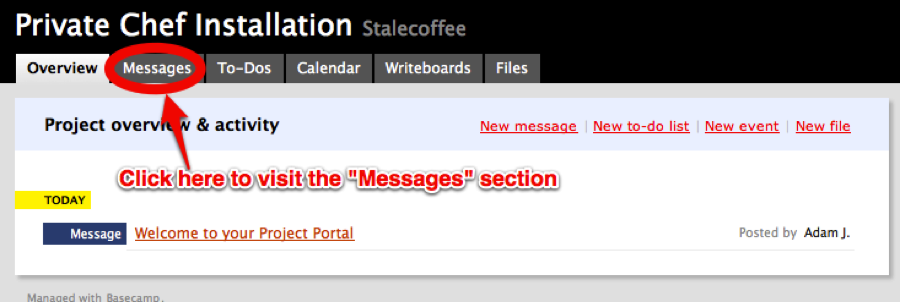 Private Chef Installation Stalecoffee
Overview Messages To-Dos Calendar Writeboards Files
Project overview & activity New message | New to-do list | New event | New file
Click here to visit the "Messages" section
TODAY
Message Welcome to your Project Portal Posted by Adam J.
Managed with Basecamp.